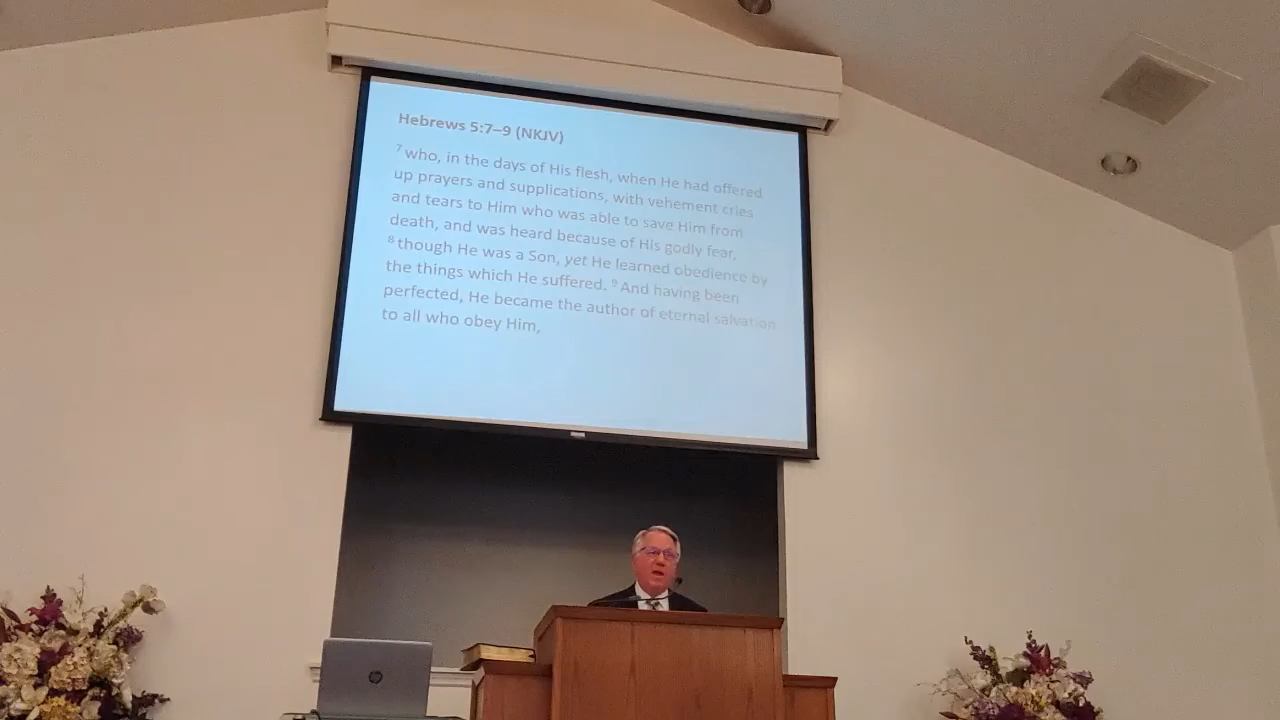 Hebrews 5:7–9 (NKJV)
7 who, in the days of His flesh, when He had offered
up prayers and supplications, with vehement cries
and tears to Him who was able to save Him from
death, and was heard because of His godly fear,
8 though He was a Son, yet He learned obedience by
the things which He suffered. 9 And having been
perfected, He became the author of eternal salvation
to all who obey Him,
hp